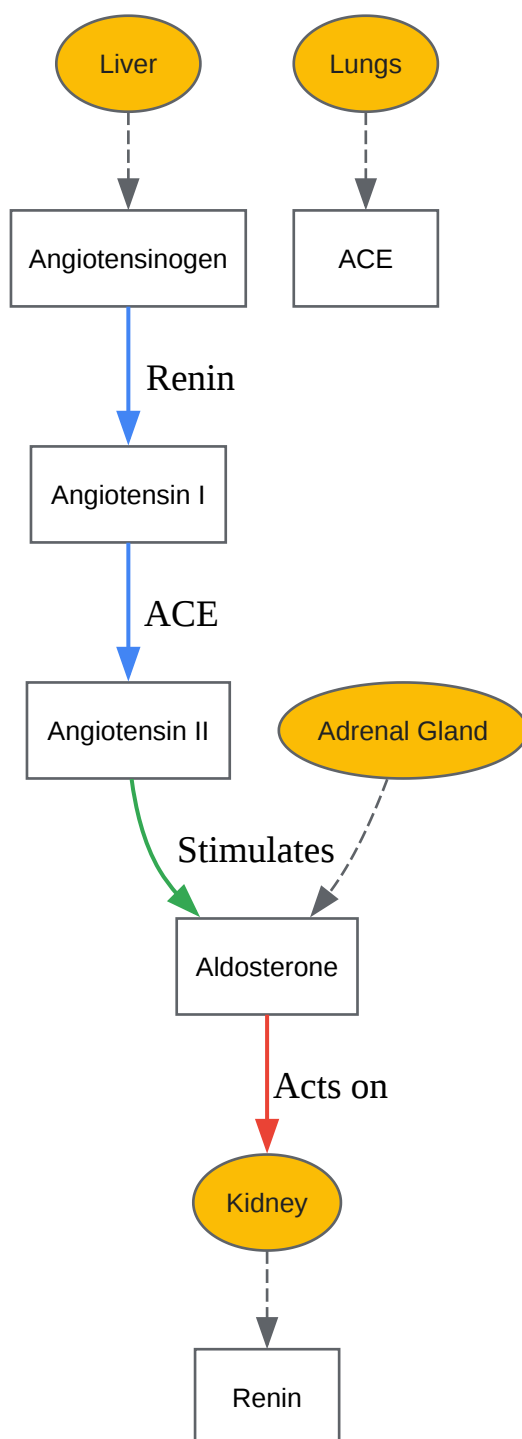 Liver
Lungs
Angiotensinogen
ACE
Renin
Angiotensin I
ACE
Angiotensin II
Adrenal Gland
Stimulates
Aldosterone
Acts on
Kidney
Renin